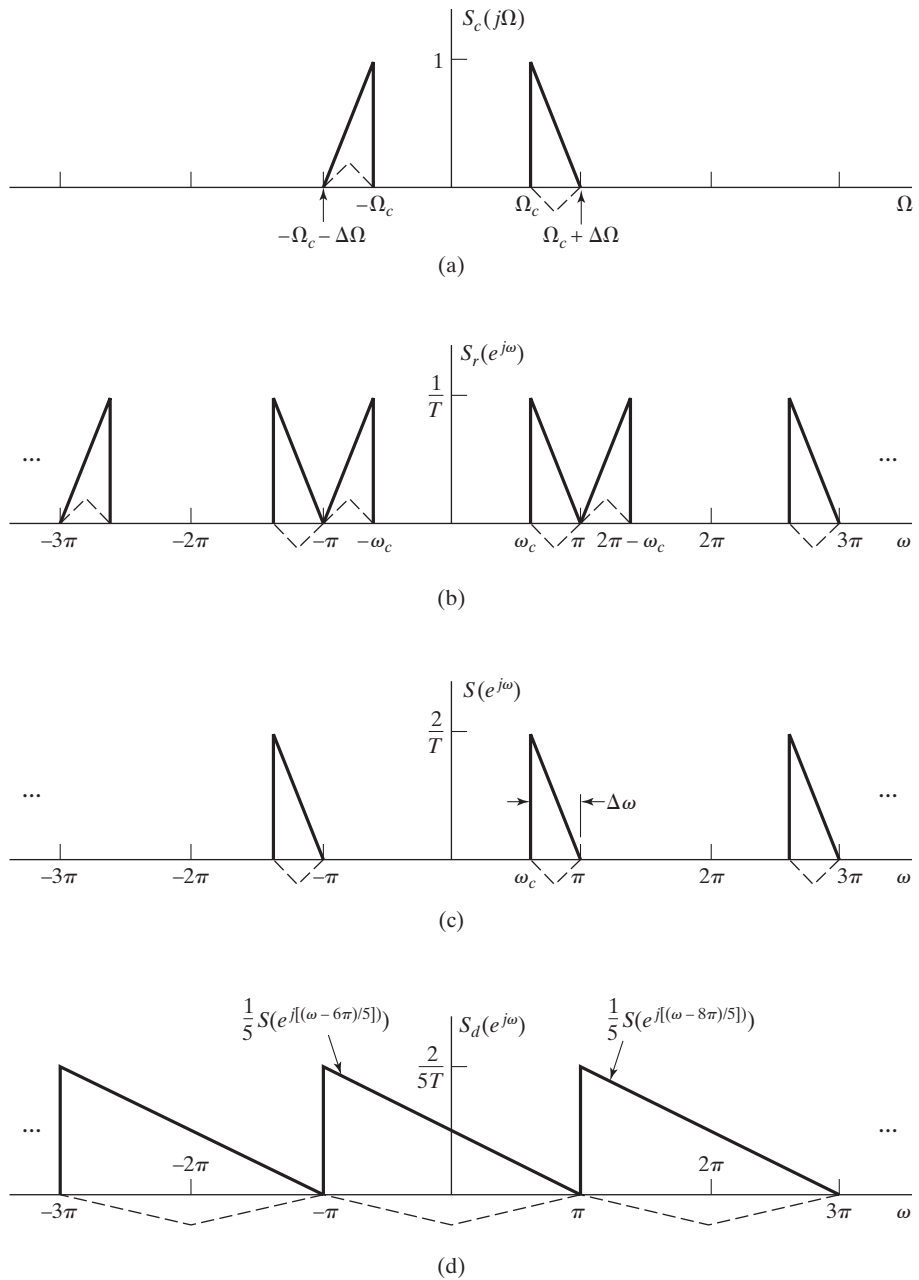 S_c(jΩ)
1
−Ω_c
Ω_c
Ω
−Ω_c − ΔΩ
Ω_c + ΔΩ
(a)
S_r(e^{jω})
1/T
...
...
−3π
−2π
−π
−ω_c
ω_c
π
2π − ω_c
2π
3π
ω
(b)
S(e^{jω})
2/T
...
Δω
...
−3π
−2π
−π
ω_c
π
2π
3π
ω
(c)
1/5 S(e^{j[(ω − 6π)/5]})
S_d(e^{jω})
1/5 S(e^{j[(ω − 8π)/5]})
2/5T
...
...
−2π
2π
−3π
−π
π
3π
ω
(d)